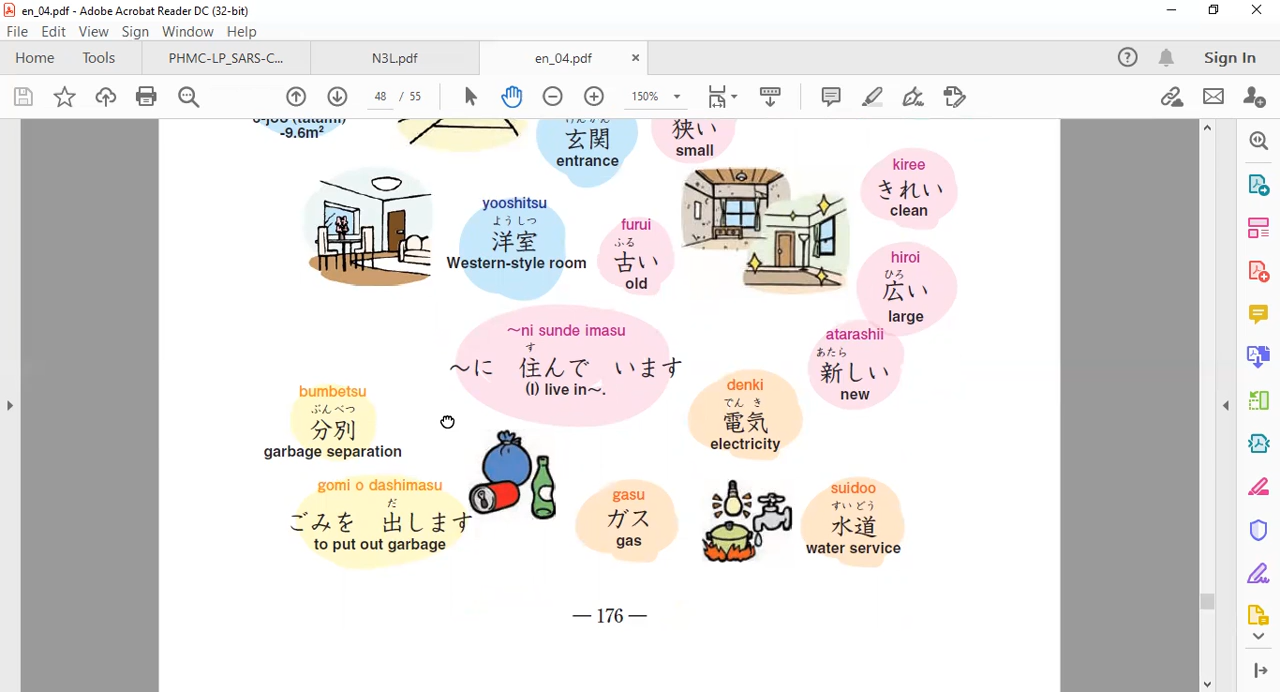 en_04.pdf - Adobe Acrobat Reader DC (32-bit)
File Edit View Sign Window Help
Home Tools PHMC-LP_SARS-C... N3L.pdf en_04.pdf × Sign In
48 / 55 150%
-9.6m²
玄関
entrance
狭い
small
kiree
きれい
clean
yooshitsu
ようしつ
洋室
Western-style room
furui
ふる
古い
old
hiroi
ひろ
広い
large
〜ni sunde imasu
す
〜に 住んで います
(I) live in〜.
atarashii
あたら
新しい
new
bumbetsu
ぶんべつ
分別
garbage separation
denki
でん き
電気
electricity
gomi o dashimasu
だ
ごみを 出します
to put out garbage
gasu
ガス
gas
suidoo
すい どう
水道
water service
— 176 —